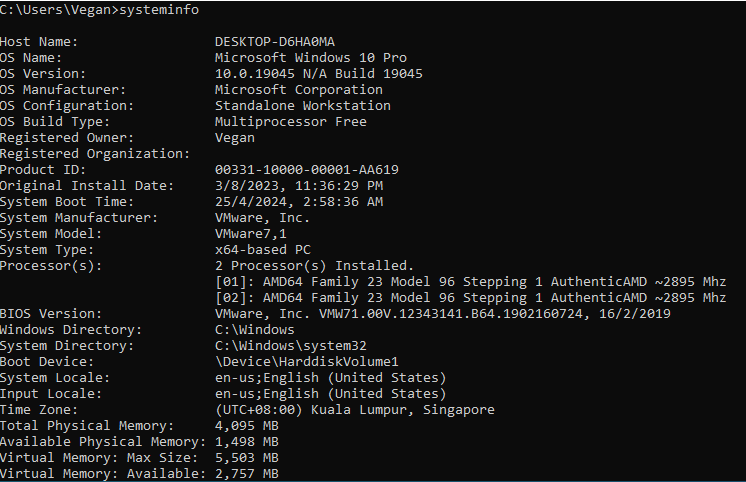 C:\Users\Vegan>systeminfo
Host Name: DESKTOP-D6HA0MA
OS Name: Microsoft Windows 10 Pro
OS Version: 10.0.19045 N/A Build 19045
OS Manufacturer: Microsoft Corporation
OS Configuration: Standalone Workstation
OS Build Type: Multiprocessor Free
Registered Owner: Vegan
Registered Organization:
Product ID: 00331-10000-00001-AA619
Original Install Date: 3/8/2023, 11:36:29 PM
System Boot Time: 25/4/2024, 2:58:36 AM
System Manufacturer: VMware, Inc.
System Model: VMware7,1
System Type: x64-based PC
Processor(s): 2 Processor(s) Installed.
[01]: AMD64 Family 23 Model 96 Stepping 1 AuthenticAMD ~2895 Mhz
[02]: AMD64 Family 23 Model 96 Stepping 1 AuthenticAMD ~2895 Mhz
BIOS Version: VMware, Inc. VMW71.00V.12343141.B64.1902160724, 16/2/2019
Windows Directory: C:\Windows
System Directory: C:\Windows\system32
Boot Device: \Device\HarddiskVolume1
System Locale: en-us;English (United States)
Input Locale: en-us;English (United States)
Time Zone: (UTC+08:00) Kuala Lumpur, Singapore
Total Physical Memory: 4,095 MB
Available Physical Memory: 1,498 MB
Virtual Memory: Max Size: 5,503 MB
Virtual Memory: Available: 2,757 MB